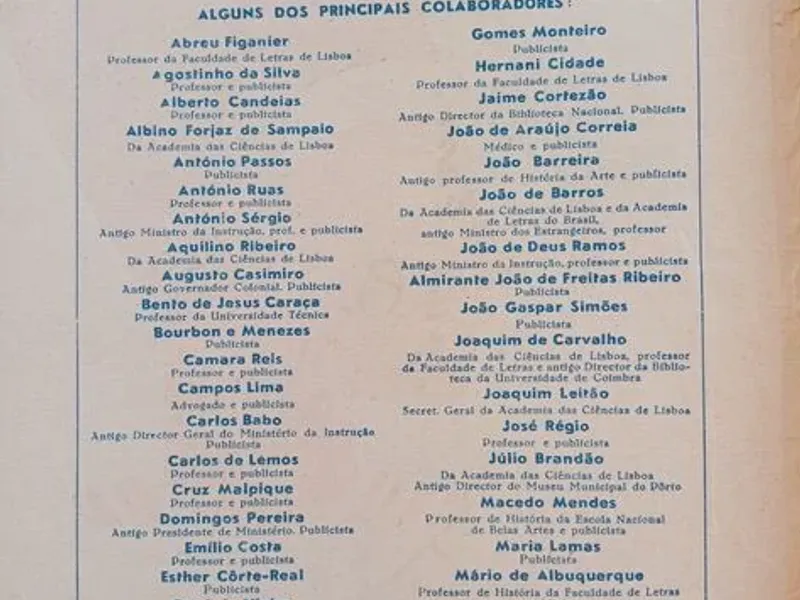 ALGUNS DOS PRINCIPAIS COLABORADORES:
Abreu Figanier
Professor da Faculdade de Letras de Lisboa
Agostinho da Silva
Professor e publicista
Alberto Candeias
Professor e publicista
Albino Forjaz de Sampaio
Da Academia das Ciências de Lisboa
António Passos
Publicista
António Ruas
Professor e publicista
António Sérgio
Antigo Ministro da Instrução, prof. e publicista
Aquilino Ribeiro
Da Academia das Ciências de Lisboa
Augusto Casimiro
Antigo Governador Colonial. Publicista
Bento de Jesus Caraça
Professor da Universidade Técnica
Bourbon e Menezes
Publicista
Camara Reis
Professor e publicista
Campos Lima
Advogado e publicista
Carlos Babo
Antigo Director Geral do Ministério da Instrução
Publicista
Carlos de Lemos
Professor e publicista
Cruz Malpique
Professor e publicista
Domingos Pereira
Antigo Presidente de Ministério. Publicista
Emílio Costa
Professor e publicista
Esther Côrte-Real
Publicista
Gomes Monteiro
Publicista
Hernani Cidade
Professor da Faculdade de Letras de Lisboa
Jaime Cortezão
Antigo Director da Biblioteca Nacional. Publicista
João de Araújo Correia
Médico e publicista
João Barreira
Antigo professor de História da Arte e publicista
João de Barros
Da Academia das Ciências de Lisboa e da Academia
de Letras do Brasil,
antigo Ministro dos Estrangeiros, professor
João de Deus Ramos
Antigo Ministro da Instrução, professor e publicista
Almirante João de Freitas Ribeiro
Publicista
João Gaspar Simões
Publicista
Joaquim de Carvalho
Da Academia das Ciências de Lisboa, professor
da Faculdade de Letras e antigo Director da Biblio-
teca da Universidade de Coimbra
Joaquim Leitão
Secret. Geral da Academia das Ciências de Lisboa
José Régio
Professor e publicista
Júlio Brandão
Da Academia das Ciências de Lisboa
Antigo Director do Museu Municipal do Pôrto
Macedo Mendes
Professor de História da Escola Nacional
de Belas Artes e publicista
Maria Lamas
Publicista
Mário de Albuquerque
Professor de História da Faculdade de Letras